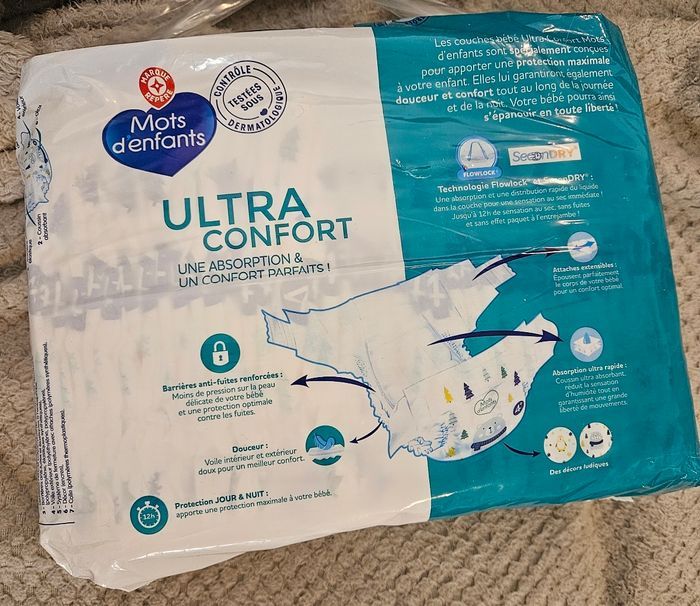 MARQUE
REPÈRE
Mots
d'enfants
CONTRÔLE
TESTÉES
SOUS
DERMATOLOGIQUE
ULTRA
CONFORT
UNE ABSORPTION &
UN CONFORT PARFAITS !
Les couches bébé Ultra Confort Mots
d'enfants sont spécialement conçues
pour apporter une protection maximale
à votre enfant. Elles lui garantiront également
douceur et confort tout au long de la journée
et de la nuit. Votre bébé pourra ainsi
s'épanouir en toute liberté !
FLOWLOCK®
SeconDRY
Technologie Flowlock® et SeconDRY® :
Une absorption et une distribution rapide du liquide
dans la couche pour une sensation au sec immédiate !
Jusqu'à 12h de sensation au sec, sans fuites
et sans effet paquet à l'entrejambe !
Attaches extensibles :
Épousent parfaitement
le corps de votre bébé
pour un confort optimal.
Absorption ultra rapide :
Coussin ultra absorbant,
réduit la sensation
d'humidité tout en
garantissant une grande
liberté de mouvements.
Des décors ludiques
Barrières anti-fuites renforcées :
Moins de pression sur la peau
délicate de votre bébé
et une protection optimale
contre les fuites.
Douceur :
Voile intérieur et extérieur
doux pour un meilleur confort.
12h
Protection JOUR & NUIT :
apporte une protection maximale à votre bébé.
2 - Coussin
absorbant